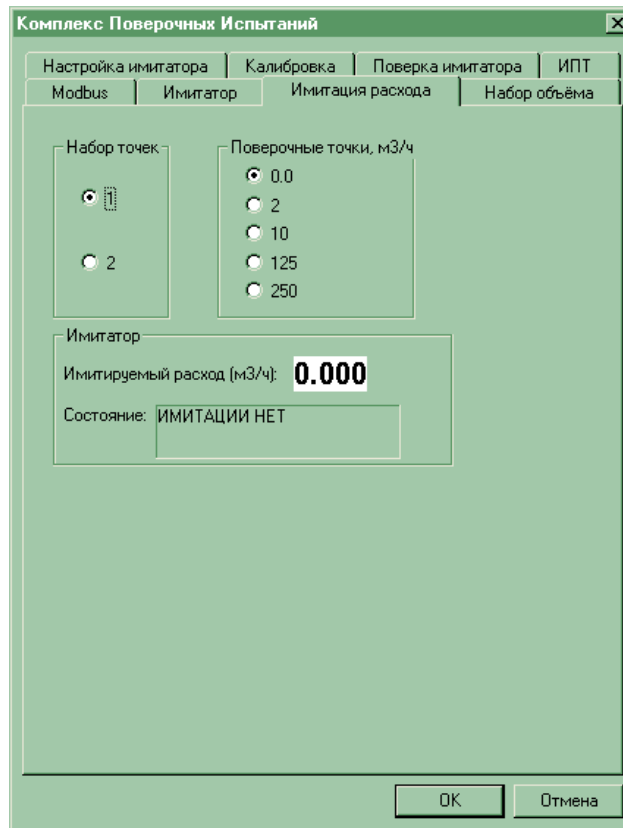 Комплекс Поверочных Испытаний
Настройка имитатора Калибровка Поверка имитатора ИПТ
Modbus Имитатор Имитация расхода Набор объёма
Набор точек
1
2
Поверочные точки, м3/ч
0.0
2
10
125
250
Имитатор
Имитируемый расход (м3/ч): 0.000
Состояние: ИМИТАЦИИ НЕТ
OK Отмена